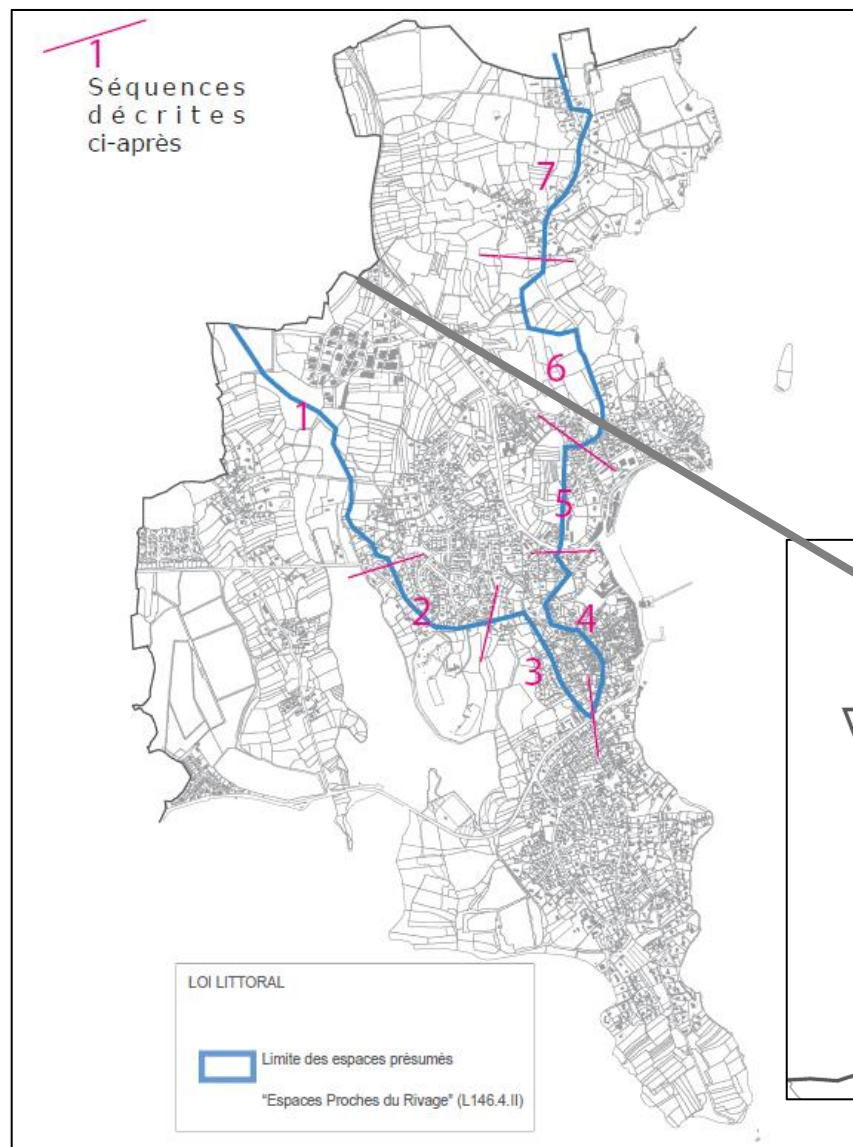 1
Séquences
décrites
ci-après
7
6
1
5
2
4
3
LOI LITTORAL
Limite des espaces présumés
"Espaces Proches du Rivage" (L146.4.II)